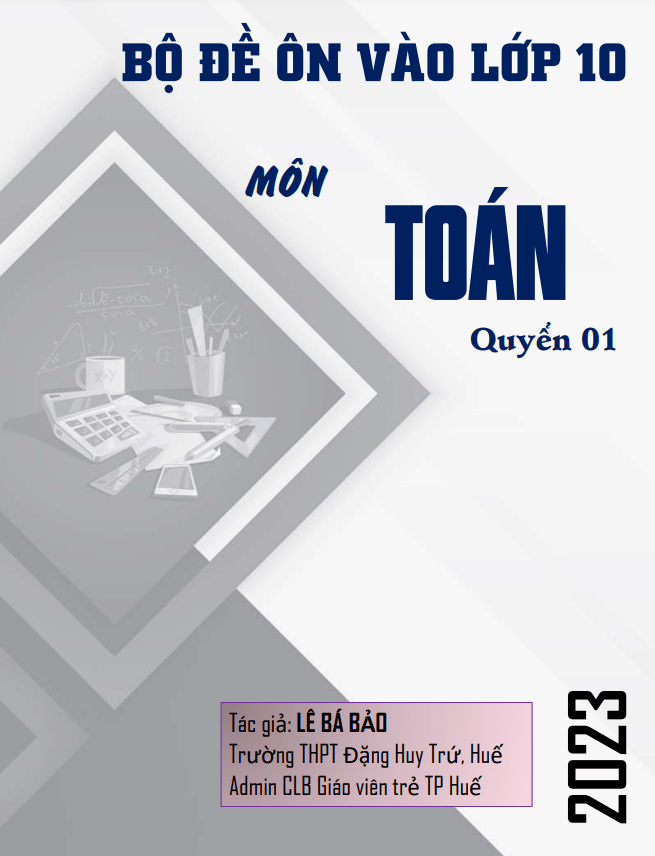 BỘ ĐỀ ÔN VÀO LỚP 10
MÔN
TOÁN
Quyển 01
Tác giả: LÊ BÁ BẢO
Trường THPT Đặng Huy Trứ, Huế
Admin CLB Giáo viên trẻ TP Huế
2023